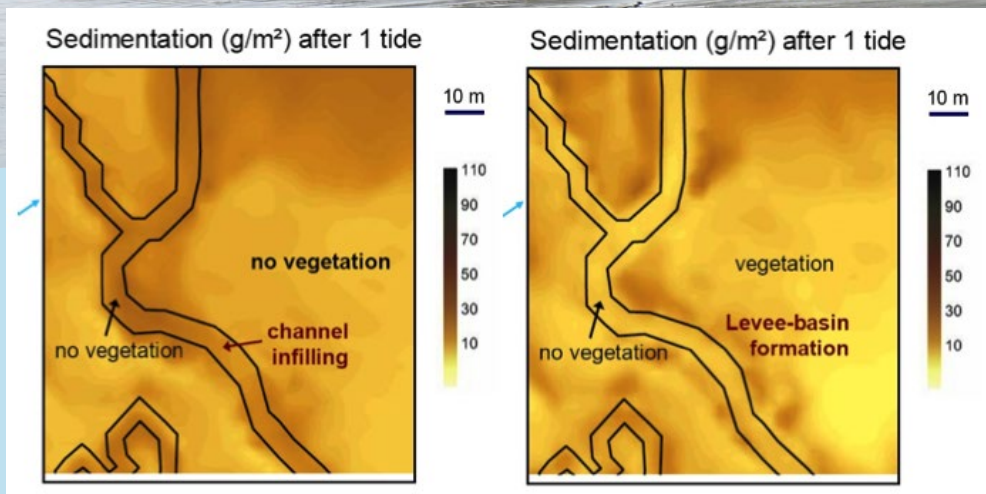 Sedimentation (g/m²) after 1 tide
10 m
110
90
70
50
30
10
no vegetation
no vegetation
channel
infilling
Sedimentation (g/m²) after 1 tide
10 m
110
90
70
50
30
10
vegetation
no vegetation
Levee-basin
formation